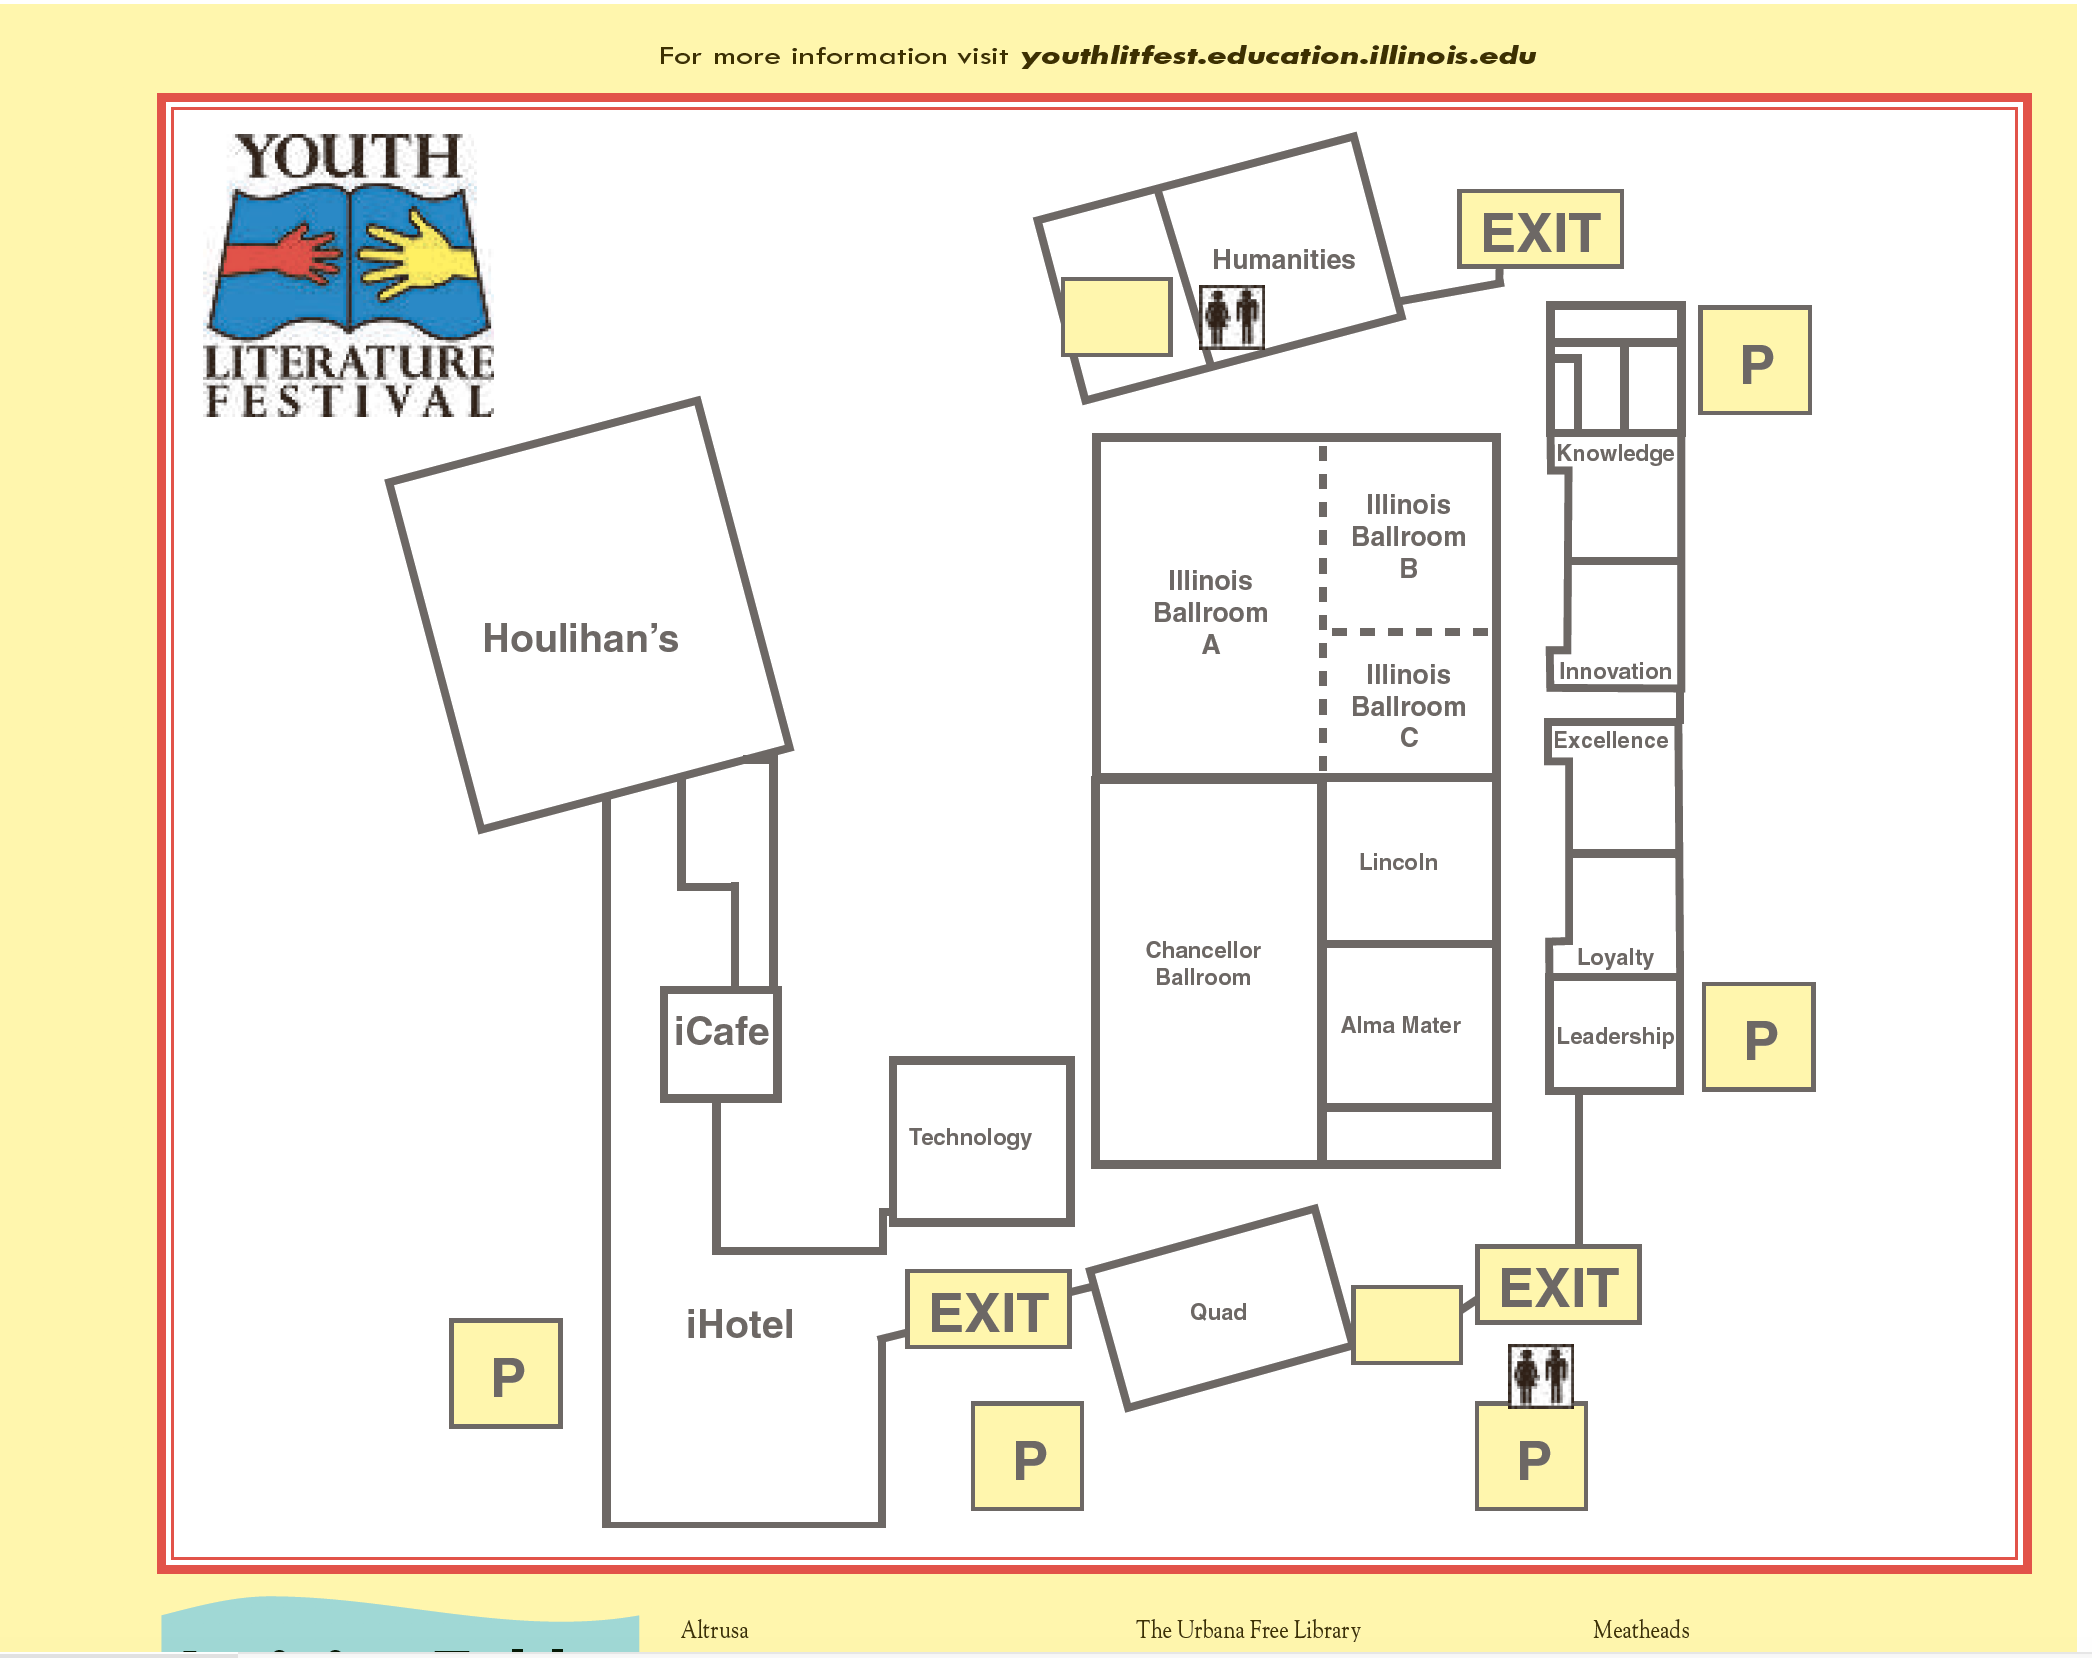 For more information visit youthlitfest.education.illinois.edu
YOUTH
LITERATURE
FESTIVAL
Humanities
EXIT
P
Knowledge
Illinois
Ballroom
B
Illinois
Ballroom
A
Houlihan’s
Illinois
Ballroom
C
Innovation
Excellence
Lincoln
Chancellor
Ballroom
Loyalty
iCafe
Alma Mater
Leadership
P
Technology
EXIT
EXIT
Quad
iHotel
P
P
P
Altrusa
The Urbana Free Library
Meatheads